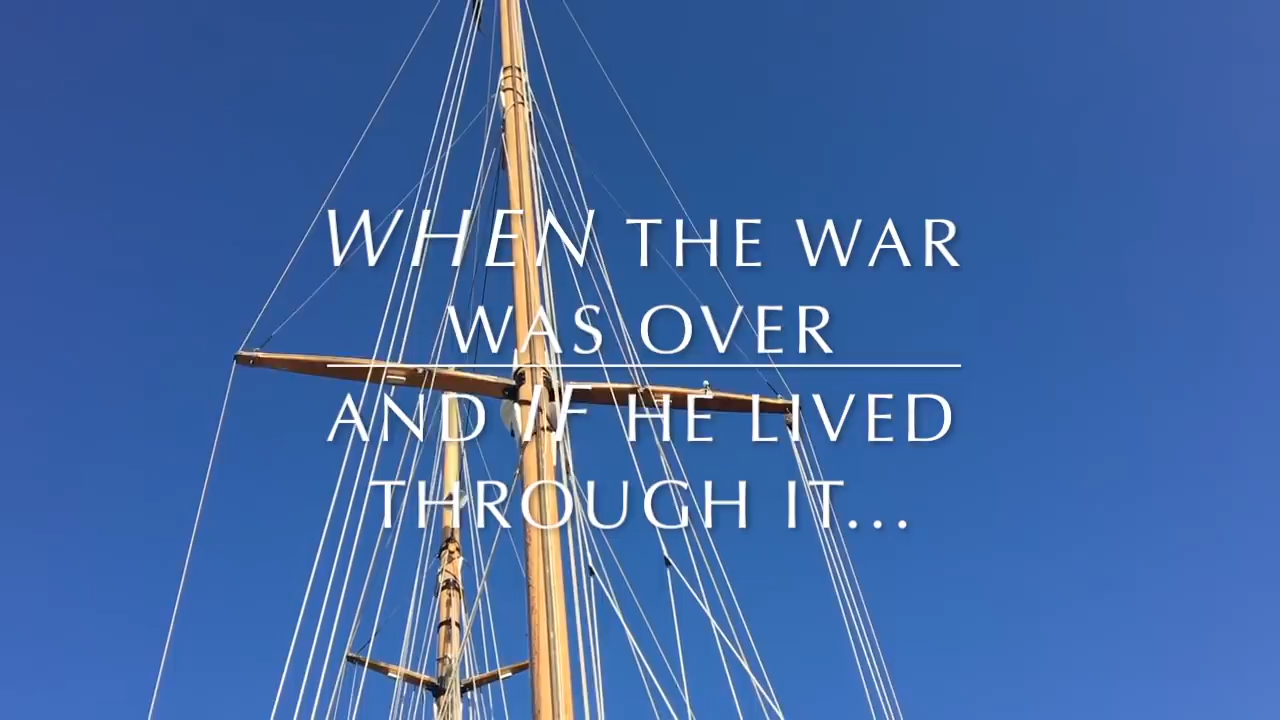 WHEN THE WAR
WAS OVER
AND IF HE LIVED
THROUGH IT...